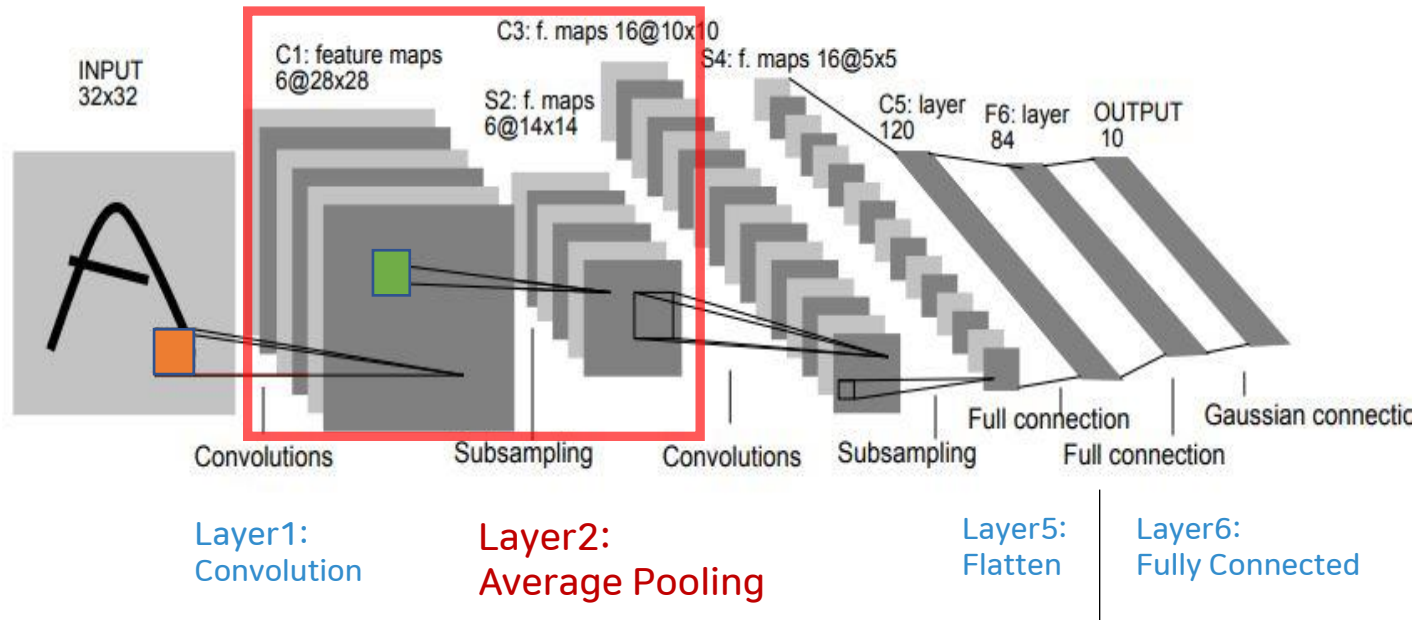 INPUT
32x32
C1: feature maps
6@28x28
C3: f. maps 16@10x10
S2: f. maps
6@14x14
S4: f. maps 16@5x5
C5: layer
120
F6: layer
84
OUTPUT
10
Convolutions
Subsampling
Convolutions
Subsampling
Full connection
Full connection
Gaussian connectio
Layer1:
Convolution
Layer2:
Average Pooling
Layer5:
Flatten
Layer6:
Fully Connected